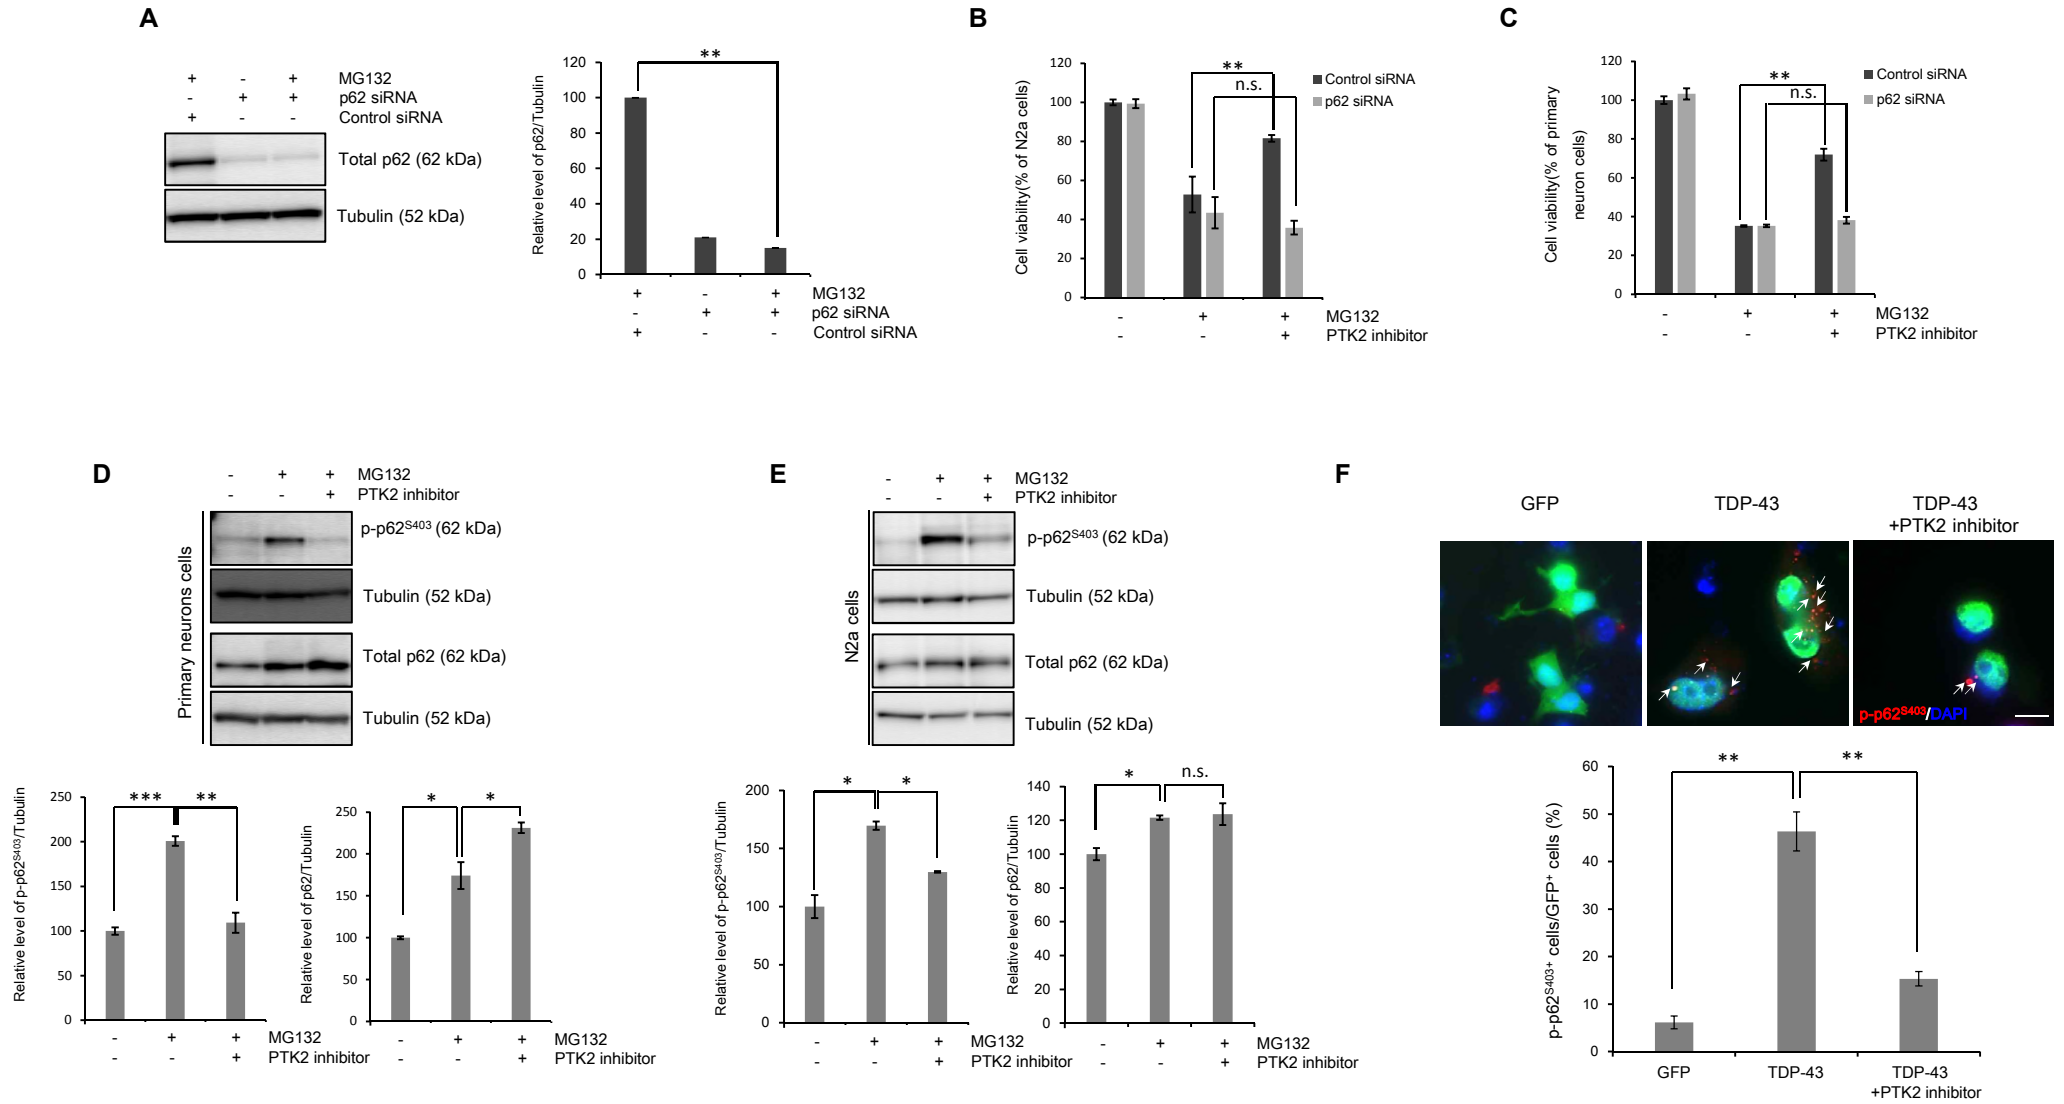 A
+ - + MG132
- + + p62 siRNA
+ - - Control siRNA
Total p62 (62 kDa)
Tubulin (52 kDa)
Relative level of p62/Tubulin
120
100
80
60
40
20
0
**
+ - + MG132
- + + p62 siRNA
+ - - Control siRNA
B
Cell viability(% of N2a cells)
120
100
80
60
40
20
0
**
n.s.
Control siRNA
p62 siRNA
- + + MG132
- - + PTK2 inhibitor
C
Cell viability(% of primary
neuron cells)
120
100
80
60
40
20
0
**
n.s.
Control siRNA
p62 siRNA
- + + MG132
- - + PTK2 inhibitor
D
- + + MG132
- - + PTK2 inhibitor
Primary neurons cells
p-p62S403 (62 kDa)
Tubulin (52 kDa)
Total p62 (62 kDa)
Tubulin (52 kDa)
Relative level of p-p62S403/Tubulin
250
200
150
100
50
0
*** **
- + + MG132
- - + PTK2 inhibitor
Relative level of p62/Tubulin
250
200
150
100
50
0
* *
- + + MG132
- - + PTK2 inhibitor
E
- + + MG132
- - + PTK2 inhibitor
N2a cells
p-p62S403 (62 kDa)
Tubulin (52 kDa)
Total p62 (62 kDa)
Tubulin (52 kDa)
Relative level of p-p62S403/Tubulin
200
150
100
50
0
* *
- + + MG132
- - + PTK2 inhibitor
Relative level of p62/Tubulin
140
120
100
80
60
40
20
0
* n.s.
- + + MG132
- - + PTK2 inhibitor
F
GFP TDP-43 TDP-43
+PTK2 inhibitor
p-p62S403/DAPI
p-p62S403+ cells/GFP+ cells (%)
60
50
40
30
20
10
0
** **
GFP TDP-43 TDP-43
+PTK2 inhibitor